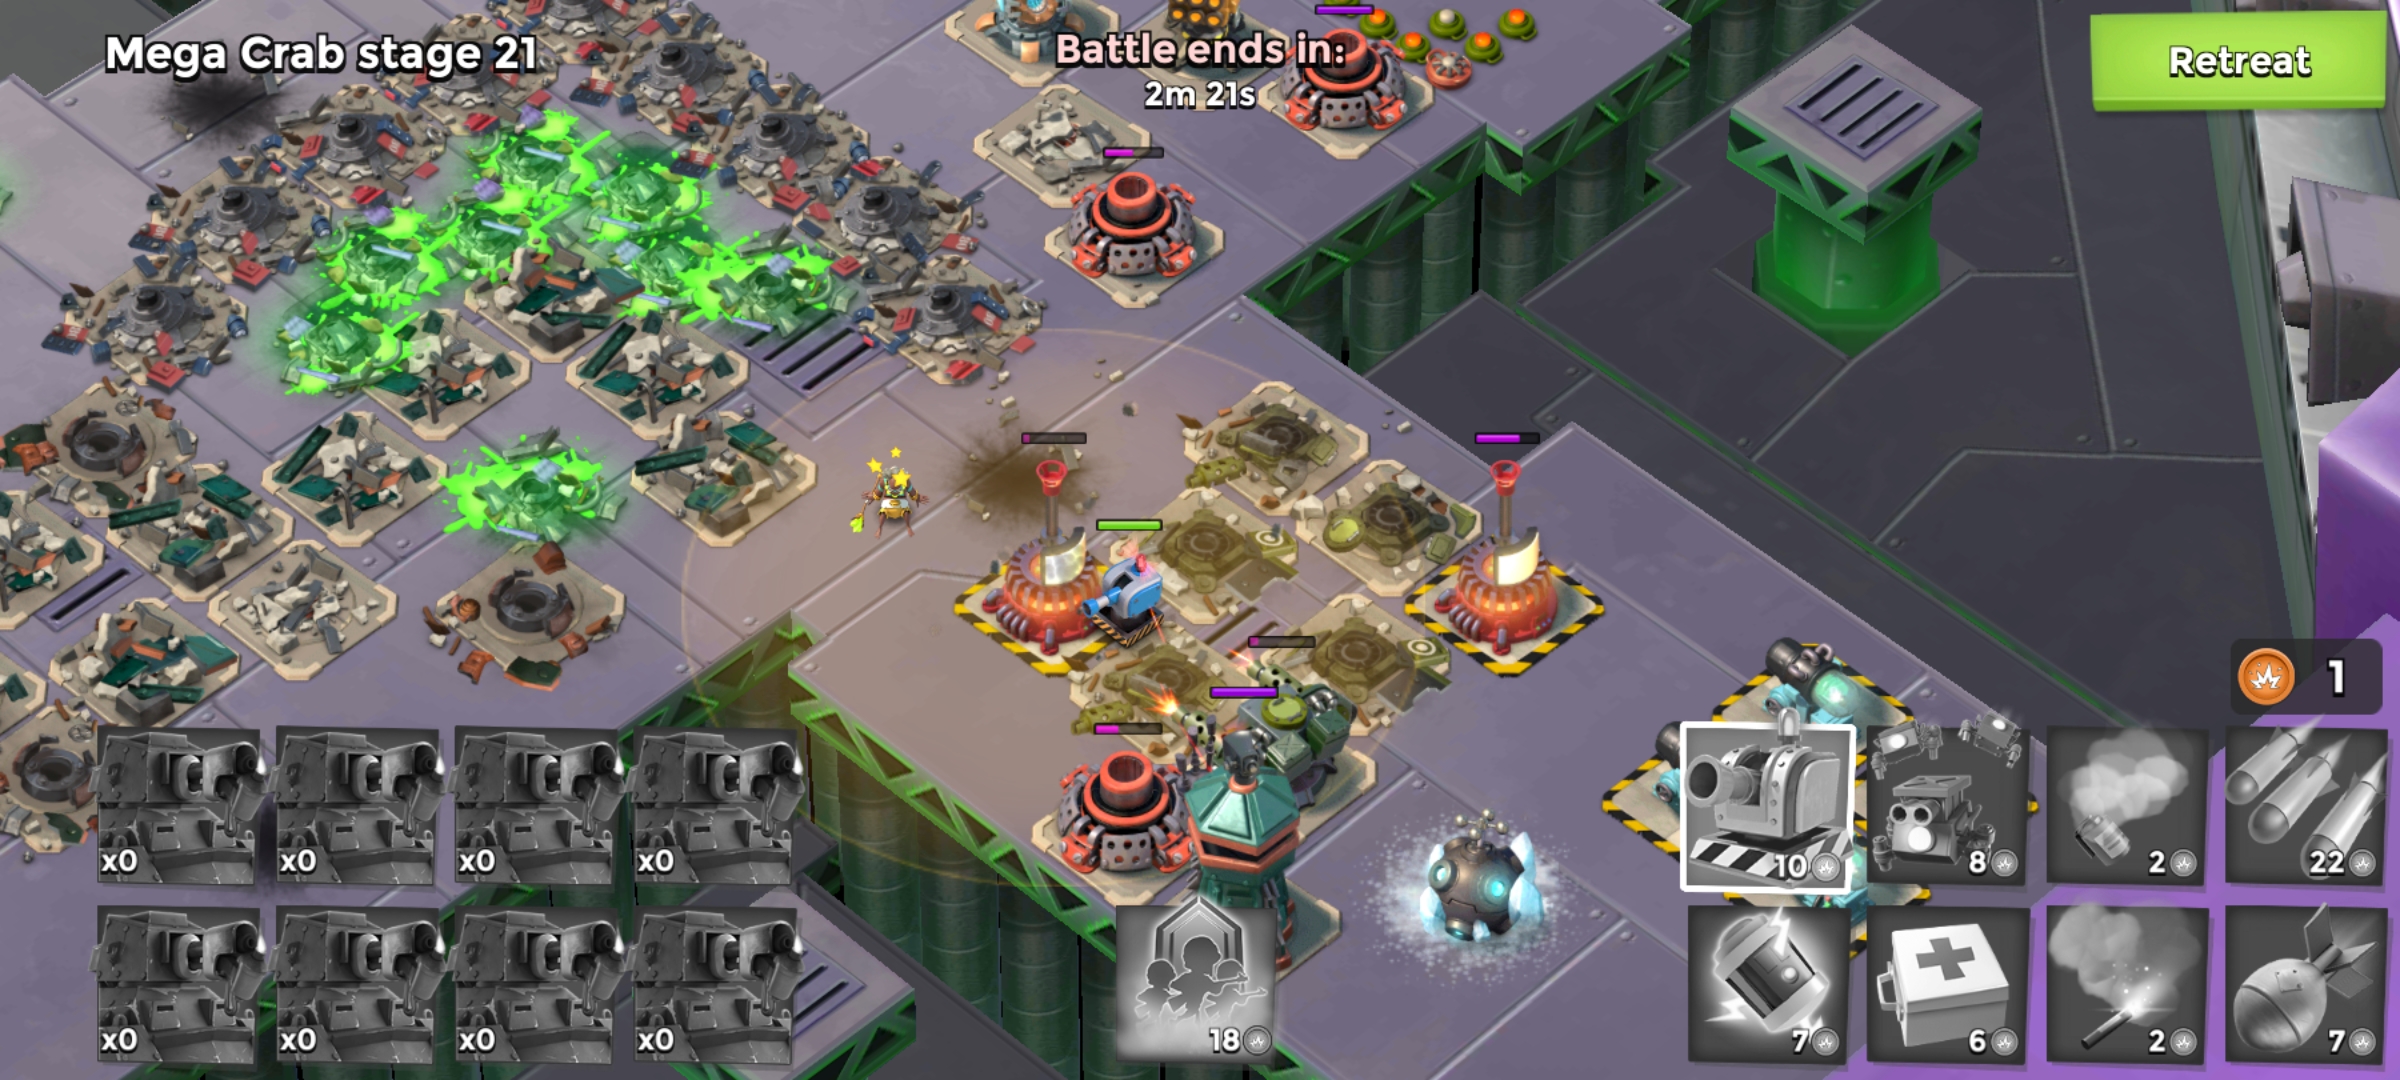 Mega Crab stage 21
Battle ends in:
2m 21s
Retreat
1
x0
x0
x0
x0
10
8
2
22
x0
x0
x0
x0
18
7
6
2
7